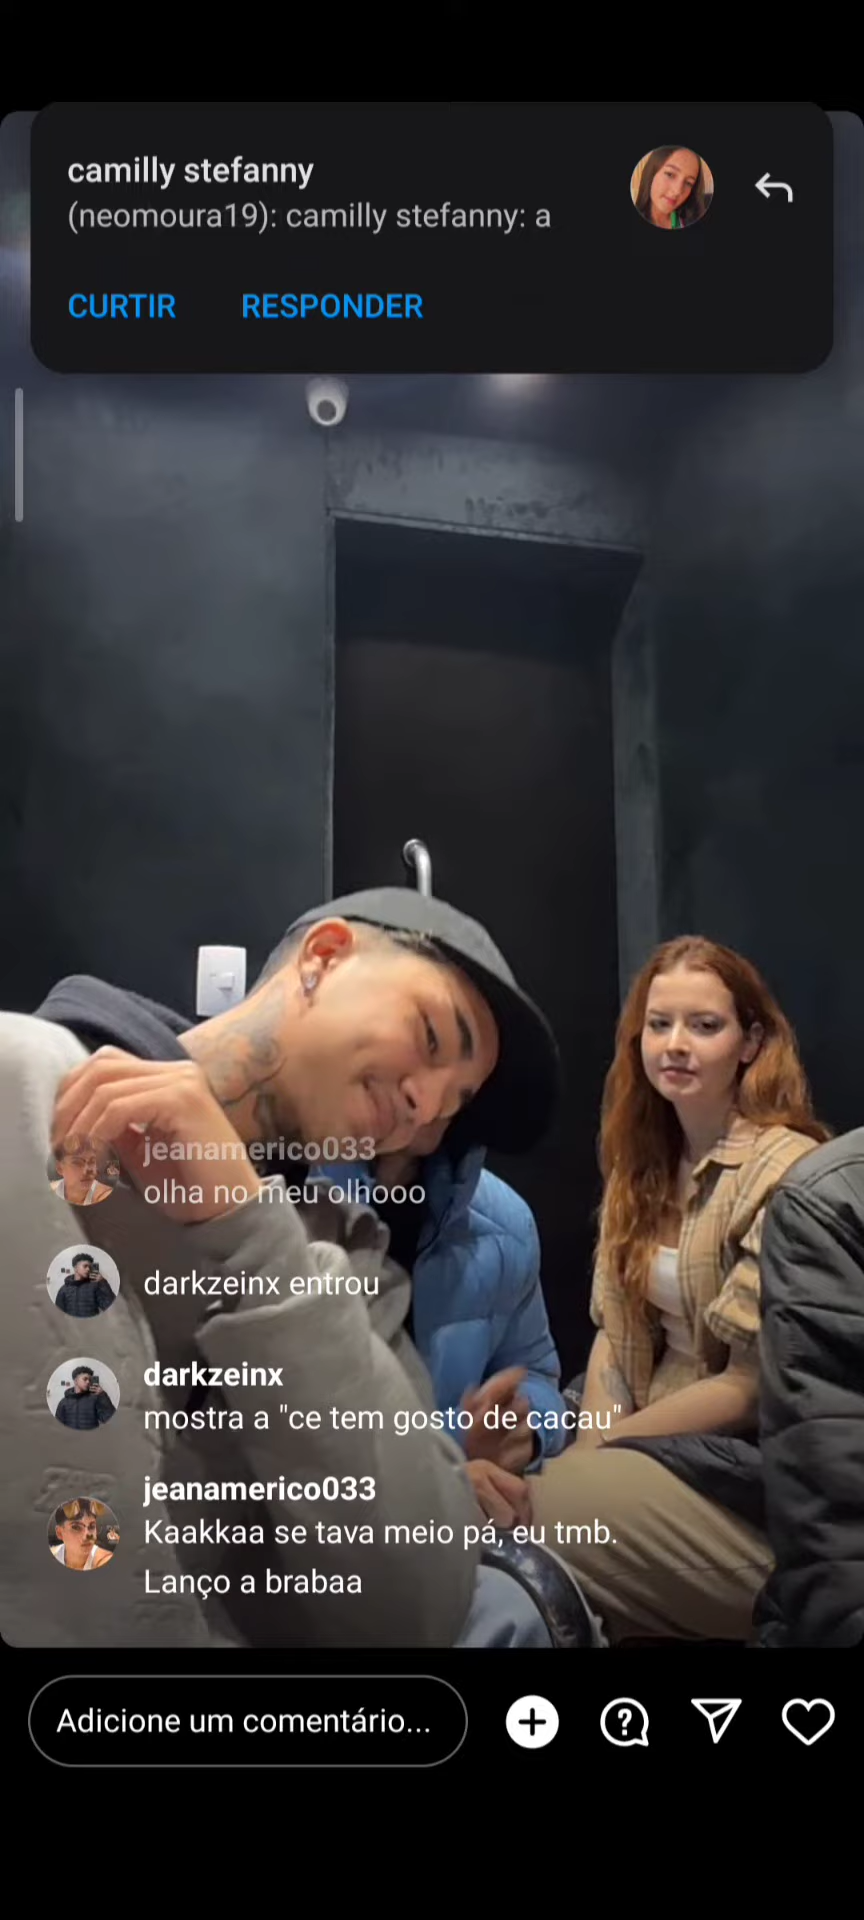 camilly stefanny
(neomoura19): camilly stefanny: a
CURTIR RESPONDER
jeanamerico033
olha no meu olhooo
darkzeinx entrou
darkzeinx
mostra a "ce tem gosto de cacau"
jeanamerico033
Kaakkaa se tava meio pá, eu tmb.
Lanço a brabaa
Adicione um comentário...